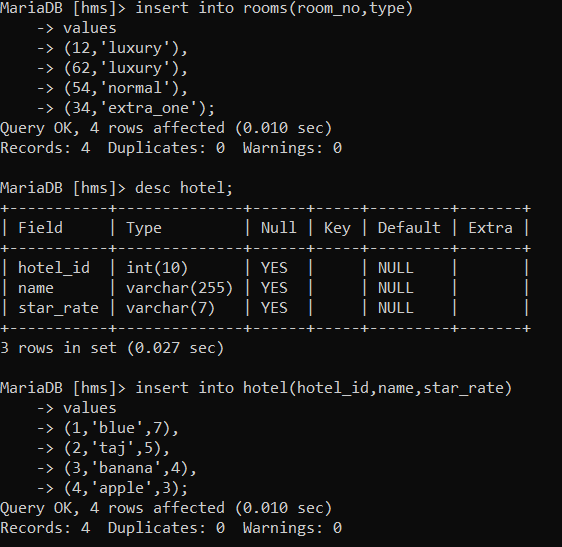 MariaDB [hms]> insert into rooms(room_no,type)
    -> values
    -> (12,'luxury'),
    -> (62,'luxury'),
    -> (54,'normal'),
    -> (34,'extra_one');
Query OK, 4 rows affected (0.010 sec)
Records: 4  Duplicates: 0  Warnings: 0

MariaDB [hms]> desc hotel;
+-----------+--------------+------+-----+---------+-------+
| Field     | Type         | Null | Key | Default | Extra |
+-----------+--------------+------+-----+---------+-------+
| hotel_id  | int(10)      | YES  |     | NULL    |       |
| name      | varchar(255) | YES  |     | NULL    |       |
| star_rate | varchar(7)   | YES  |     | NULL    |       |
+-----------+--------------+------+-----+---------+-------+
3 rows in set (0.027 sec)

MariaDB [hms]> insert into hotel(hotel_id,name,star_rate)
    -> values
    -> (1,'blue',7),
    -> (2,'taj',5),
    -> (3,'banana',4),
    -> (4,'apple',3);
Query OK, 4 rows affected (0.010 sec)
Records: 4  Duplicates: 0  Warnings: 0